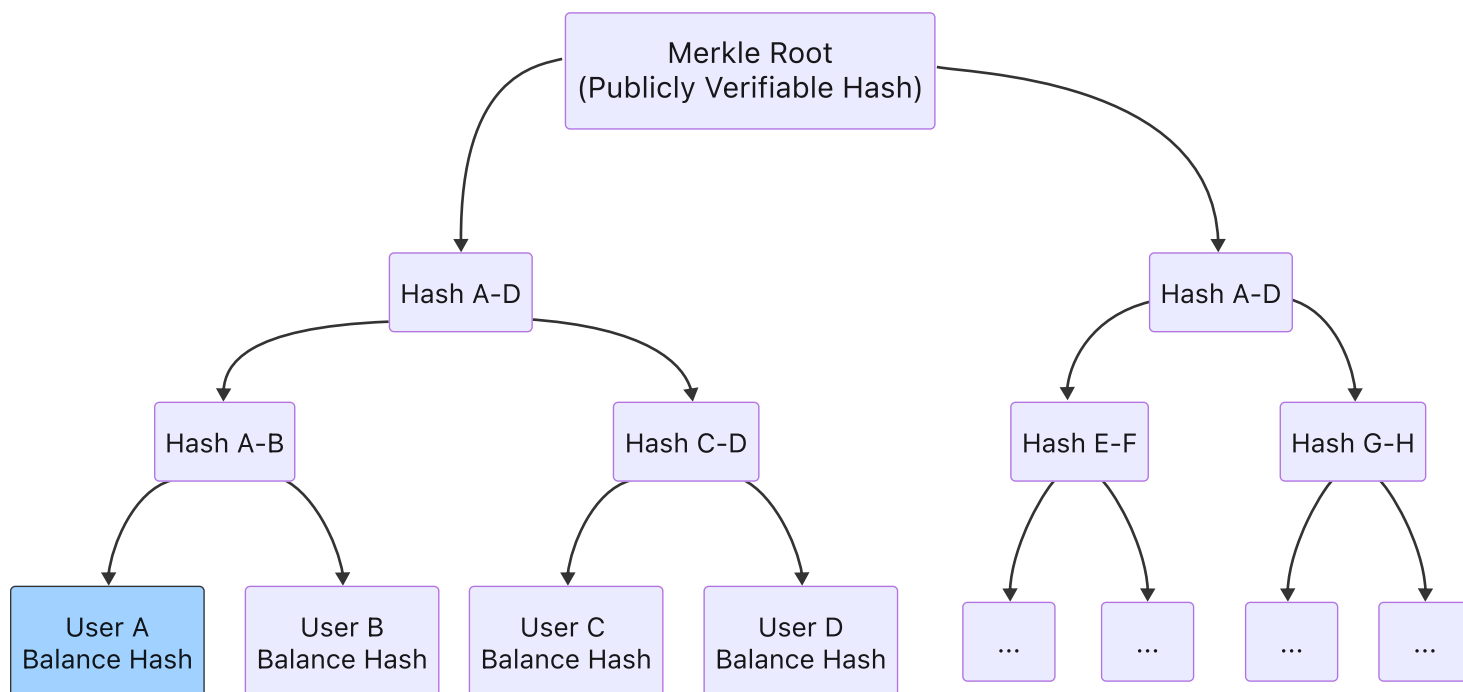 Merkle Root
(Publicly Verifiable Hash)
Hash A-D
Hash A-D
Hash A-B
Hash C-D
Hash E-F
Hash G-H
User A
Balance Hash
User B
Balance Hash
User C
Balance Hash
User D
Balance Hash
...
...
...
...